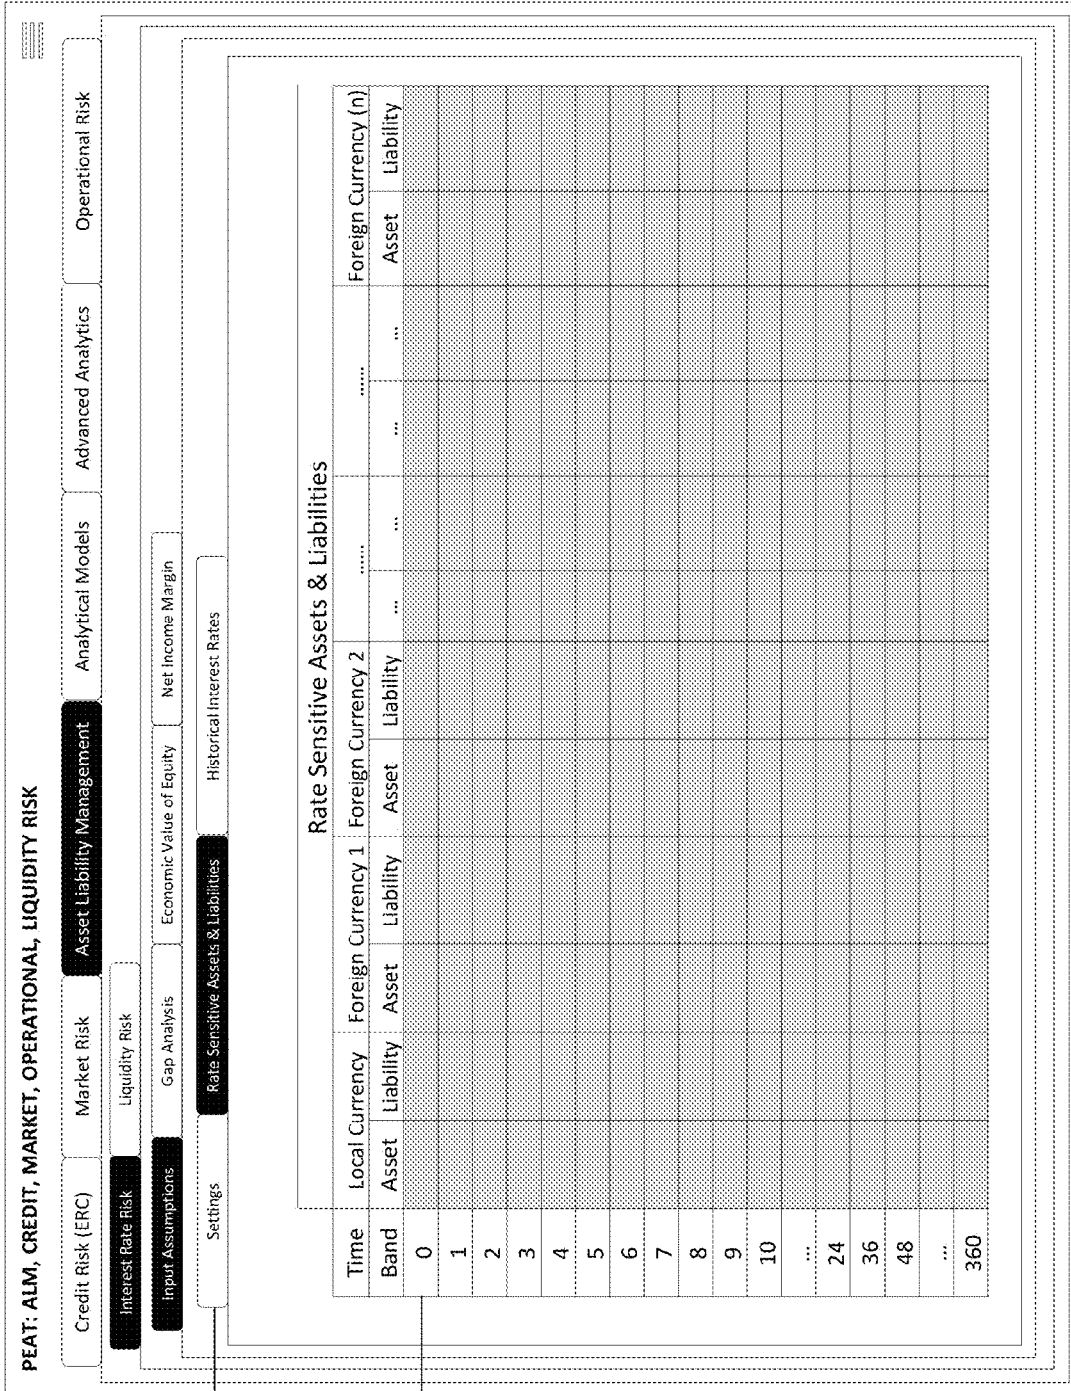 PEAT: ALM, CREDIT, MARKET, OPERATIONAL, LIQUIDITY RISK
Credit Risk (ERC) Market Risk Asset Liability Management Analytical Models Advanced Analytics Operational Risk
Interest Rate Risk Liquidity Risk
Input Assumptions Gap Analysis Economic Value of Equity Net Income Margin
Settings Rate Sensitive Assets & Liabilities Historical Interest Rates
Rate Sensitive Assets & Liabilities
Time Local Currency Foreign Currency 1 Foreign Currency 2 ...... ....... Foreign Currency (n)
Band Asset Liability Asset Liability Asset Liability ... ... ... ... Asset Liability
0
1
2
3
4
5
6
7
8
9
10
...
24
36
48
...
360